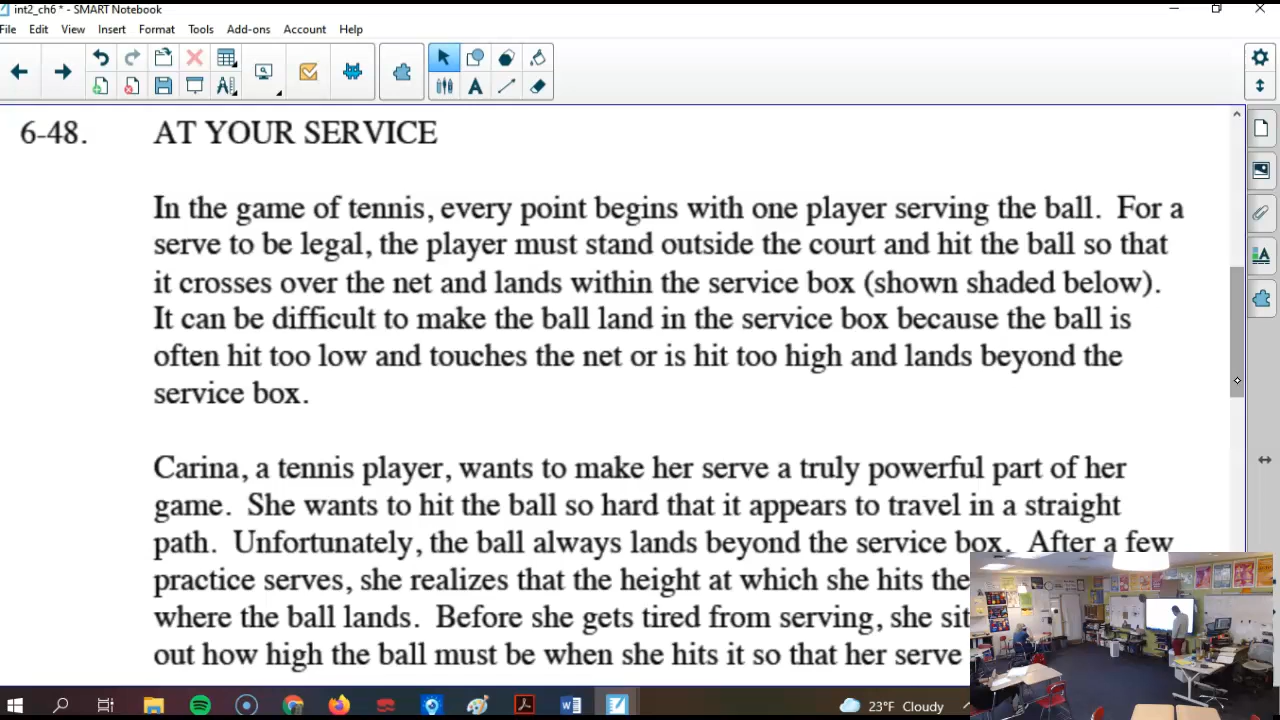 int2_ch6 * - SMART Notebook
File Edit View Insert Format Tools Add-ons Account Help
6-48. AT YOUR SERVICE
In the game of tennis, every point begins with one player serving the ball. For a
serve to be legal, the player must stand outside the court and hit the ball so that
it crosses over the net and lands within the service box (shown shaded below).
It can be difficult to make the ball land in the service box because the ball is
often hit too low and touches the net or is hit too high and lands beyond the
service box.
Carina, a tennis player, wants to make her serve a truly powerful part of her
game. She wants to hit the ball so hard that it appears to travel in a straight
path. Unfortunately, the ball always lands beyond the service box. After a few
practice serves, she realizes that the height at which she hits the
where the ball lands. Before she gets tired from serving, she sit
out how high the ball must be when she hits it so that her serve
23°F Cloudy